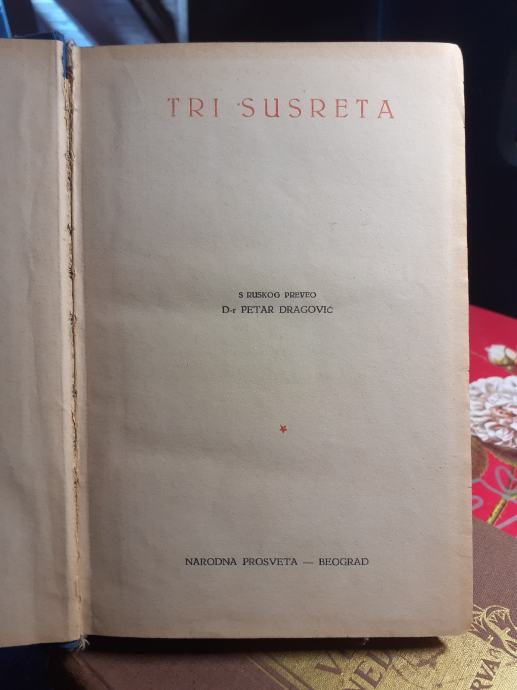 TRI SUSRETA
S RUSKOG PREVEO
D-r PETAR DRAGOVIĆ
NARODNA PROSVETA — BEOGRAD